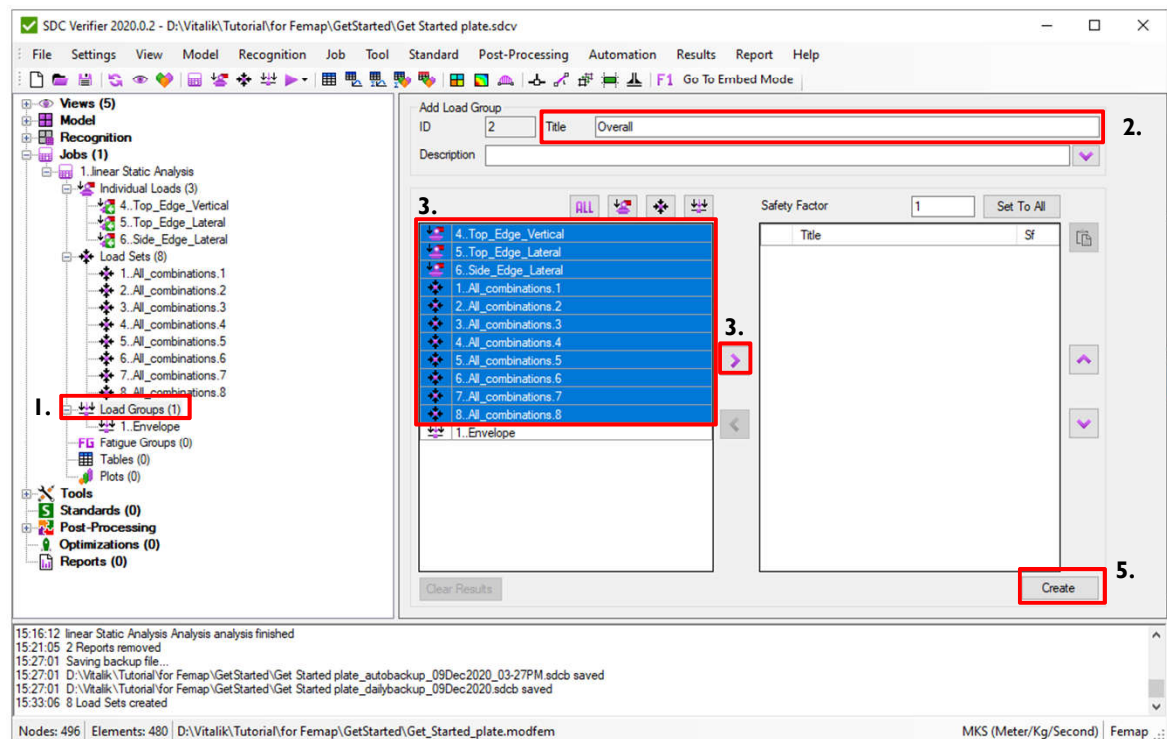 SDC Verifier 2020.0.2 - D:\Vitalik\Tutorial\for Femap\GetStarted\Get Started plate.sdcv
File Settings View Model Recognition Job Tool Standard Post-Processing Automation Results Report Help
F1 Go To Embed Mode
Views (5)
Model
Recognition
Jobs (1)
1..linear Static Analysis
Individual Loads (3)
4..Top_Edge_Vertical
5..Top_Edge_Lateral
6..Side_Edge_Lateral
Load Sets (8)
1..All_combinations.1
2..All_combinations.2
3..All_combinations.3
4..All_combinations.4
5..All_combinations.5
6..All_combinations.6
7..All_combinations.7
8..All_combinations.8
1.
Load Groups (1)
1..Envelope
FG Fatigue Groups (0)
Tables (0)
Plots (0)
Tools
S Standards (0)
Post-Processing
Optimizations (0)
Reports (0)
Add Load Group
ID 2 Title Overall
2.
Description
3.
ALL
4..Top_Edge_Vertical
5..Top_Edge_Lateral
6..Side_Edge_Lateral
1..All_combinations.1
2..All_combinations.2
3..All_combinations.3
4..All_combinations.4
5..All_combinations.5
6..All_combinations.6
7..All_combinations.7
8..All_combinations.8
1..Envelope
3.
Safety Factor 1 Set To All
Title Sf
Clear Results
Create
5.
15:16:12 linear Static Analysis Analysis analysis finished
15:21:05 2 Reports removed
15:27:01 Saving backup file...
15:27:01 D:\Vitalik\Tutorial\for Femap\GetStarted\Get Started plate_autobackup_09Dec2020_03-27PM.sdcb saved
15:27:01 D:\Vitalik\Tutorial\for Femap\GetStarted\Get Started plate_dailybackup_09Dec2020.sdcb saved
15:33:06 8 Load Sets created
Nodes: 496 Elements: 480 D:\Vitalik\Tutorial\for Femap\GetStarted\Get_Started_plate.modfem MKS (Meter/Kg/Second) Femap